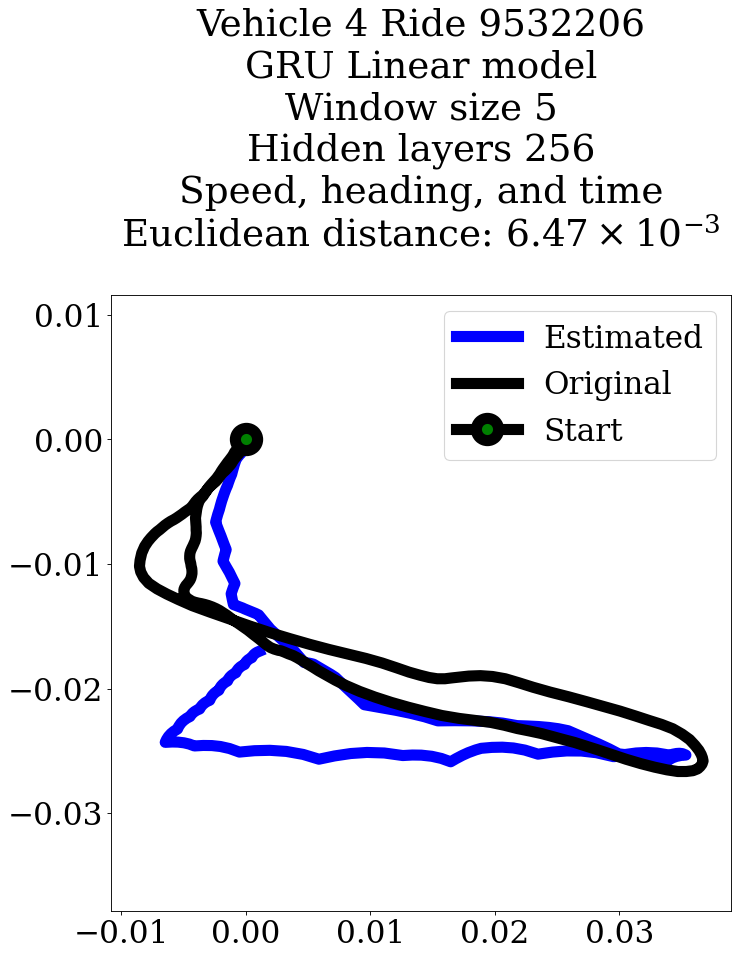 Vehicle 4 Ride 9532206
GRU Linear model
Window size 5
Hidden layers 256
Speed, heading, and time
Euclidean distance: 6.47 × 10⁻³
Estimated
Original
Start
0.01
0.00
−0.01
−0.02
−0.03
−0.01 0.00 0.01 0.02 0.03